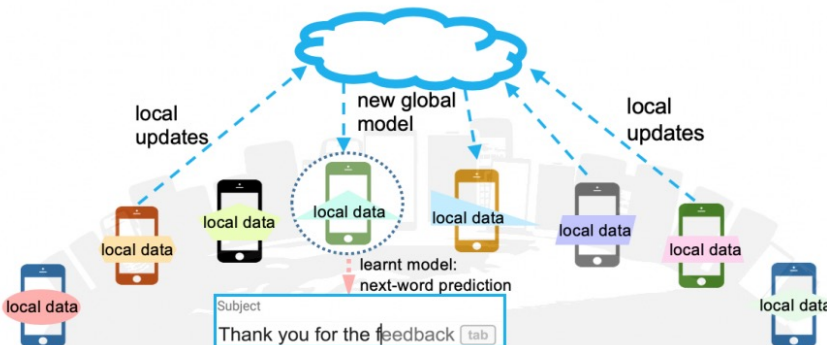 local
updates
new global
model
local
updates
local data
local data
local data
local data
local data
local data
local data
local data
learnt model:
next-word prediction
Subject
Thank you for the feedback tab